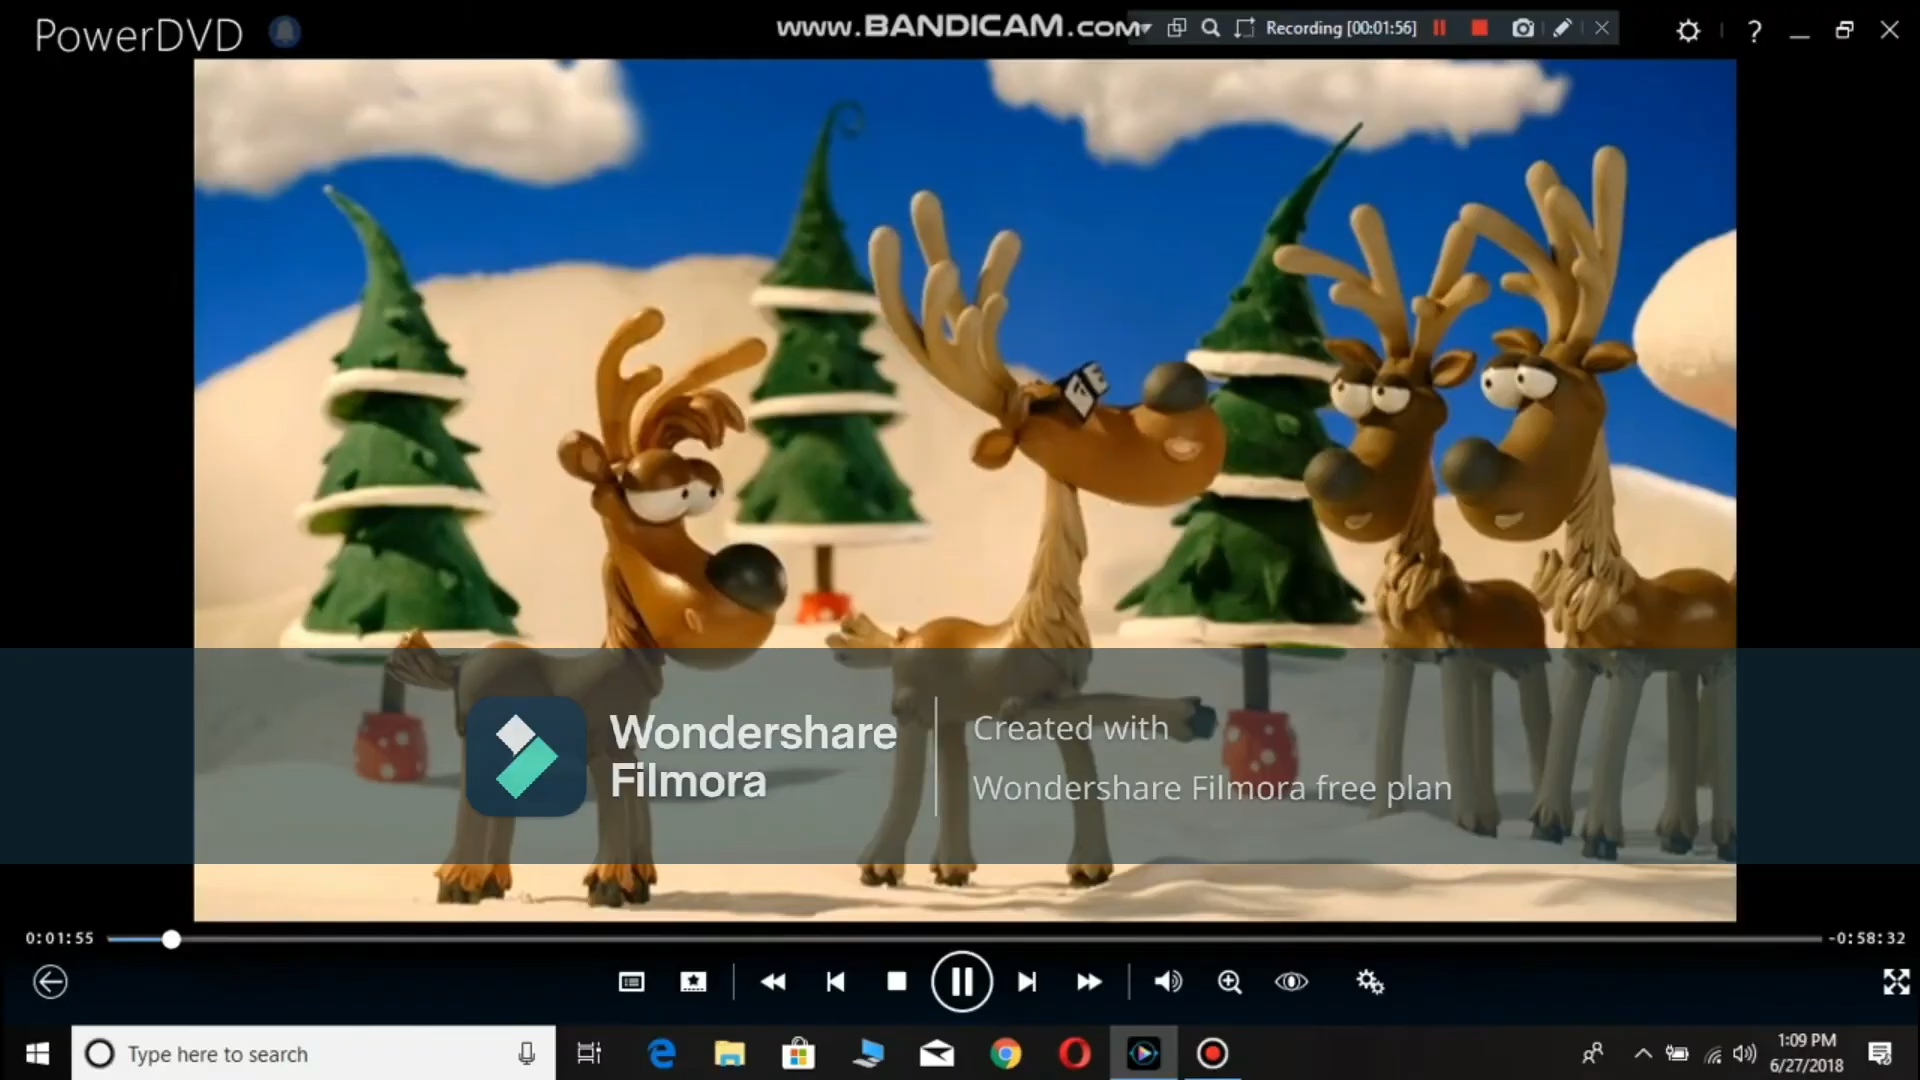 PowerDVD
www.BANDICAM.com
Recording [00:01:56]
?
Wondershare
Filmora
Created with
Wondershare Filmora free plan
0:01:55
-0:58:32
Type here to search
1:09 PM
6/27/2018